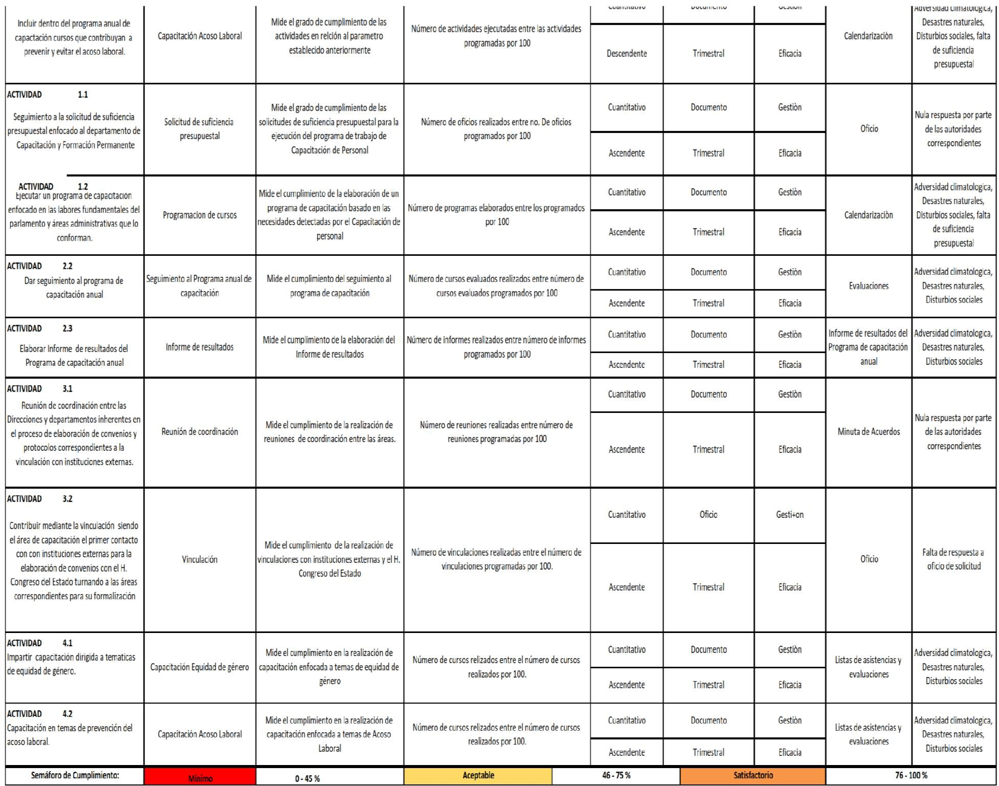 Cuantitativo
Documento
Gestiòn
Adversidad climatologica,
Desastres naturales,
Disturbios sociales, falta
de suficiencia
presupuestal
Incluir dentro del programa anual de
capactación cursos que contribuyan a
prevenir y evitar el acoso laboral.
Capacitación Acoso Laboral
Mide el grado de cumplimiento de las
actividades en relción al parametro
establecido anteriormente
Número de actividades ejecutadas entre las actividades
programadas por 100
Descendente
Trimestral
Eficacia
Calendarizaciòn
ACTIVIDAD 1.1
Seguimiento a la solicitud de suficiencia
presupuestal enfocado al departamento de
Capacitación y Formación Permanente
Solicitud de suficiencia
presupuestal
Mide el grado de cumplimiento de las
solicitudes de suficiencia presupuestal para la
ejecución del programa de trabajo de
Capacitación de Personal
Número de oficios realizados entre no. De oficios
programados por 100
Cuantitativo
Documento
Gestiòn
Ascendente
Trimestral
Eficacia
Oficio
Nula respuesta por parte
de las autoridades
correspondientes
ACTIVIDAD 1.2
Ejecutar un programa de capacitación
enfocado en las labores fundamentales del
parlamento y áreas administrativas que lo
conforman.
Programacion de cursos
Mide el cumplimiento de la elaboración de un
programa de capacitación basado en las
necesidades detectadas por el Capacitación de
personal
Número de programas elaborados entre los programados
por 100
Cuantitativo
Documento
Gestiòn
Ascendente
Trimestral
Eficacia
Calendarizaciòn
Adversidad climatologica,
Desastres naturales,
Disturbios sociales, falta
de suficiencia
presupuestal
ACTIVIDAD 2.2
Dar seguimiento al programa de
capacitación anual
Seguimiento al Programa anual de
capacitación
Mide el cumplimiento del seguimiento al
programa de capacitación
Número de cursos evaluados realizados entre número de
cursos evaluados programados por 100
Cuantitativo
Documento
Gestiòn
Ascendente
Trimestral
Eficacia
Evaluaciones
Adversidad climatologica,
Desastres naturales,
Disturbios sociales
ACTIVIDAD 2.3
Elaborar Informe de resultados del
Programa de capacitación anual
Informe de resultados
Mide el cumplimiento de la elaboración del
Informe de resultados
Número de informes realizados entre número de informes
programados por 100
Cuantitativo
Documento
Gestiòn
Ascendente
Trimestral
Eficacia
Informe de resultados del
Programa de capacitación
anual
Adversidad climatologica,
Desastres naturales,
Disturbios sociales
ACTIVIDAD 3.1
Reunión de coordinación entre las
Direcciones y departamentos inherentes en
el proceso de elaboración de convenios y
protocolos correspondientes a la
vinculación con instituciones externas.
Reunión de coordinación
Mide el cumplimiento de la realización de
reuniones de coordinación entre las áreas.
Número de reuniones realizadas entre número de
reuniones programadas por 100
Cuantitativo
Documento
Gestiòn
Ascendente
Trimestral
Eficacia
Minuta de Acuerdos
Nula respuesta por parte
de las autoridades
correspondientes
ACTIVIDAD 3.2
Contribuir mediante la vinculación siendo
el área de capacitación el primer contacto
con con instituciones externas para la
elaboración de convenios con el H.
Congreso del Estado turnando a las áreas
correspondientes para su formalización
Vinculación
Mide el cumplimiento de la realización de
vinculaciones con instituciones externas y el H.
Congreso del Estado
Número de vinculaciones realizadas entre el número de
vinculaciones programadas por 100.
Cuantitativo
Oficio
Gesti+on
Ascendente
Trimestral
Eficacia
Oficio
Falta de respuesta a
oficio de solicitud
ACTIVIDAD 4.1
Impartir capacitación dirigida a tematicas
de equidad de género.
Capacitación Equidad de género
Mide el cumplimiento en la realización de
capacitación enfocada a temas de equidad de
género
Número de cursos relizados entre el número de cursos
realizados por 100.
Cuantitativo
Documento
Gestiòn
Ascendente
Trimestral
Eficacia
Listas de asistencias y
evaluaciones
Adversidad climatologica,
Desastres naturales,
Disturbios sociales
ACTIVIDAD 4.2
Capacitación en temas de prevención del
acoso laboral.
Capacitación Acoso Laboral
Mide el cumplimiento en la realización de
capacitación enfocada a temas de Acoso
Laboral
Número de cursos relizados entre el número de cursos
realizados por 100.
Cuantitativo
Documento
Gestiòn
Ascendente
Trimestral
Eficacia
Listas de asistencias y
evaluaciones
Adversidad climatologica,
Desastres naturales,
Disturbios sociales
Semáforo de Cumplimiento:
Mínimo
0 - 45 %
Aceptable
46 - 75 %
Satisfactorio
76 - 100 %